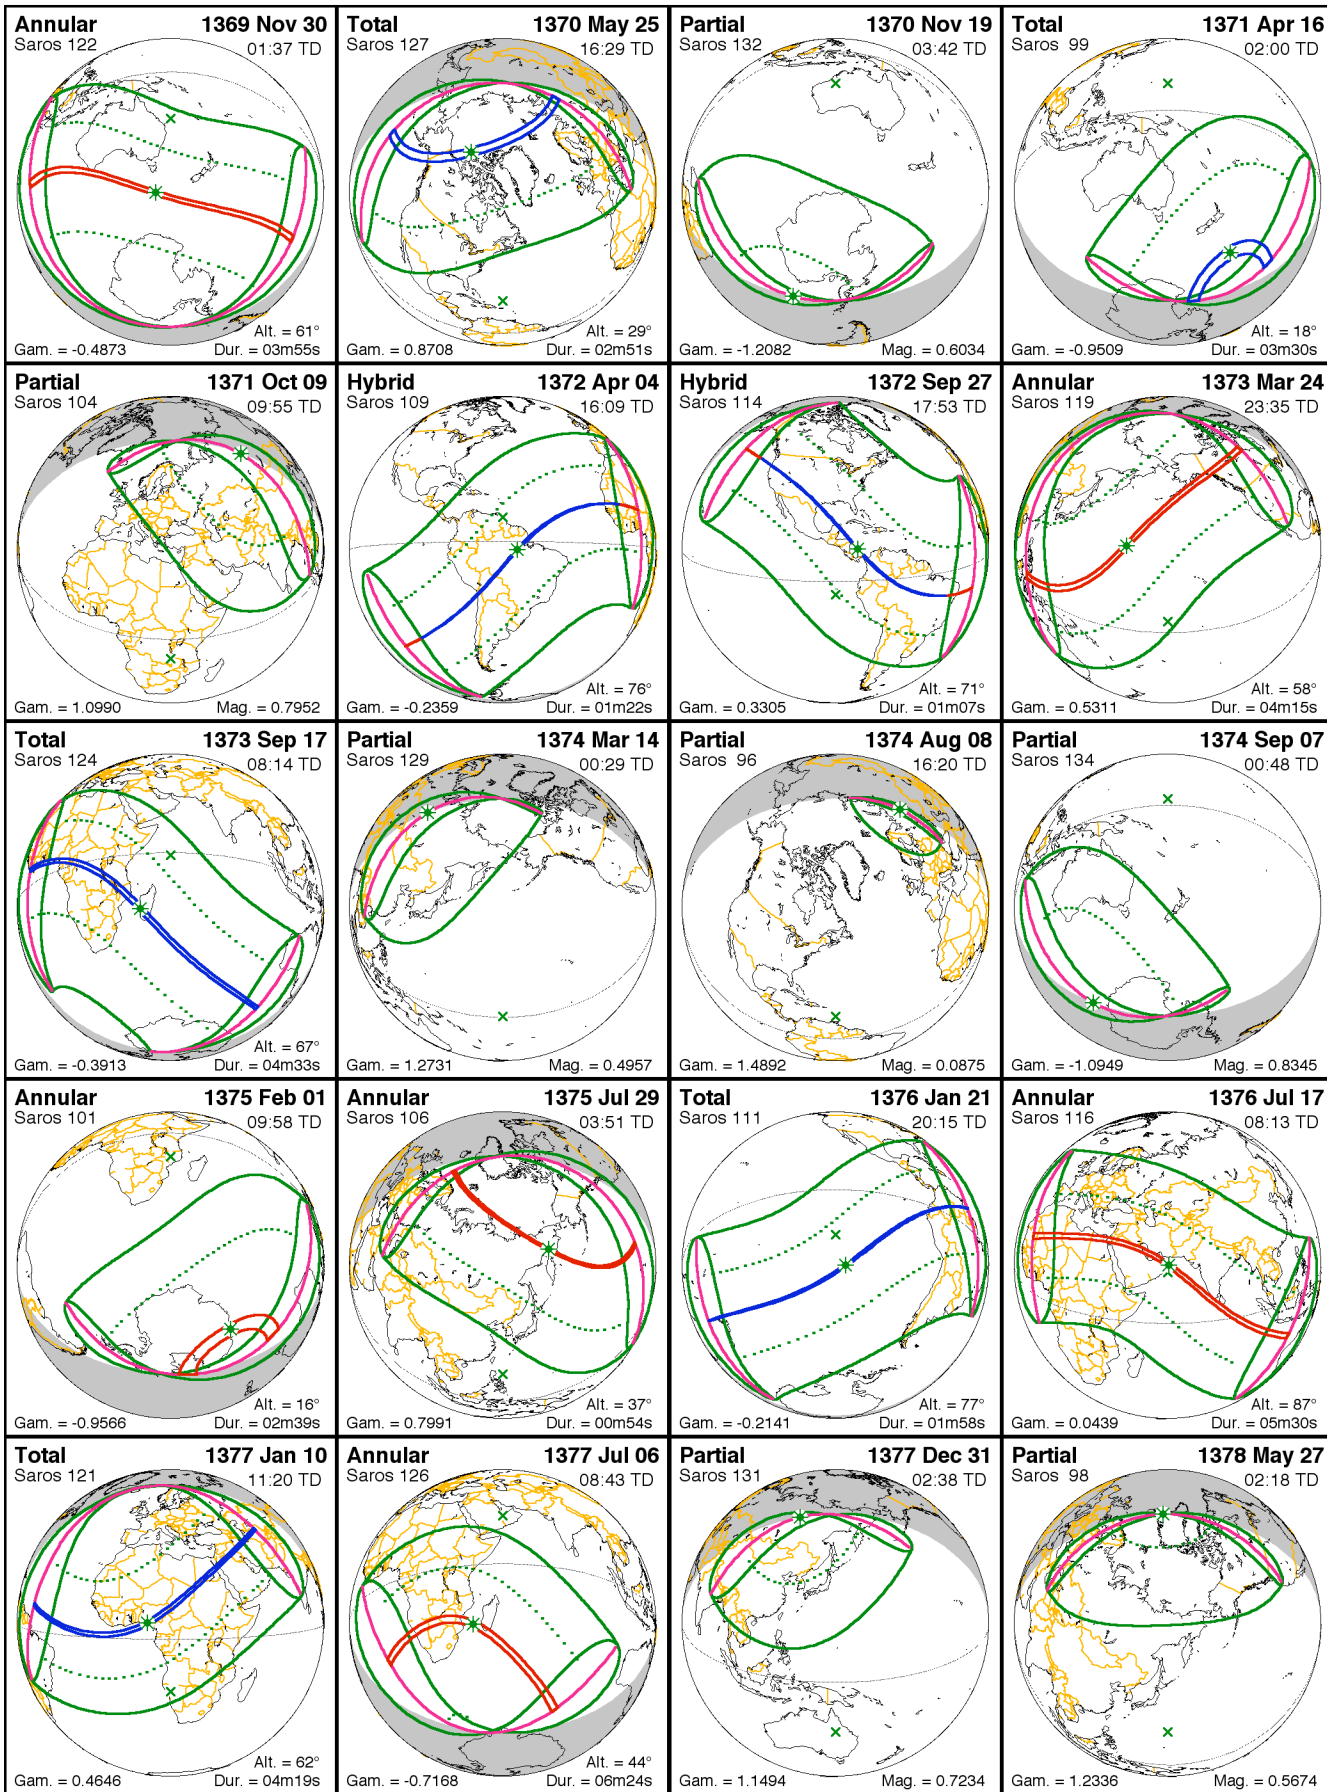 Annular 1369 Nov 30
Saros 122 01:37 TD
Alt. = 61°
Gam. = -0.4873 Dur. = 03m55s
Total 1370 May 25
Saros 127 16:29 TD
Alt. = 29°
Gam. = 0.8708 Dur. = 02m51s
Partial 1370 Nov 19
Saros 132 03:42 TD
Gam. = -1.2082 Mag. = 0.6034
Total 1371 Apr 16
Saros 99 02:00 TD
Alt. = 18°
Gam. = -0.9509 Dur. = 03m30s
Partial 1371 Oct 09
Saros 104 09:55 TD
Gam. = 1.0990 Mag. = 0.7952
Hybrid 1372 Apr 04
Saros 109 16:09 TD
Alt. = 76°
Gam. = -0.2359 Dur. = 01m22s
Hybrid 1372 Sep 27
Saros 114 17:53 TD
Alt. = 71°
Gam. = 0.3305 Dur. = 01m07s
Annular 1373 Mar 24
Saros 119 23:35 TD
Alt. = 58°
Gam. = 0.5311 Dur. = 04m15s
Total 1373 Sep 17
Saros 124 08:14 TD
Alt. = 67°
Gam. = -0.3913 Dur. = 04m33s
Partial 1374 Mar 14
Saros 129 00:29 TD
Gam. = 1.2731 Mag. = 0.4957
Partial 1374 Aug 08
Saros 96 16:20 TD
Gam. = 1.4892 Mag. = 0.0875
Partial 1374 Sep 07
Saros 134 00:48 TD
Gam. = -1.0949 Mag. = 0.8345
Annular 1375 Feb 01
Saros 101 09:58 TD
Alt. = 16°
Gam. = -0.9566 Dur. = 02m39s
Annular 1375 Jul 29
Saros 106 03:51 TD
Alt. = 37°
Gam. = 0.7991 Dur. = 00m54s
Total 1376 Jan 21
Saros 111 20:15 TD
Alt. = 77°
Gam. = -0.2141 Dur. = 01m58s
Annular 1376 Jul 17
Saros 116 08:13 TD
Alt. = 87°
Gam. = 0.0439 Dur. = 05m30s
Total 1377 Jan 10
Saros 121 11:20 TD
Alt. = 62°
Gam. = 0.4646 Dur. = 04m19s
Annular 1377 Jul 06
Saros 126 08:43 TD
Alt. = 44°
Gam. = -0.7168 Dur. = 06m24s
Partial 1377 Dec 31
Saros 131 02:38 TD
Gam. = 1.1494 Mag. = 0.7234
Partial 1378 May 27
Saros 98 02:18 TD
Gam. = 1.2336 Mag. = 0.5674